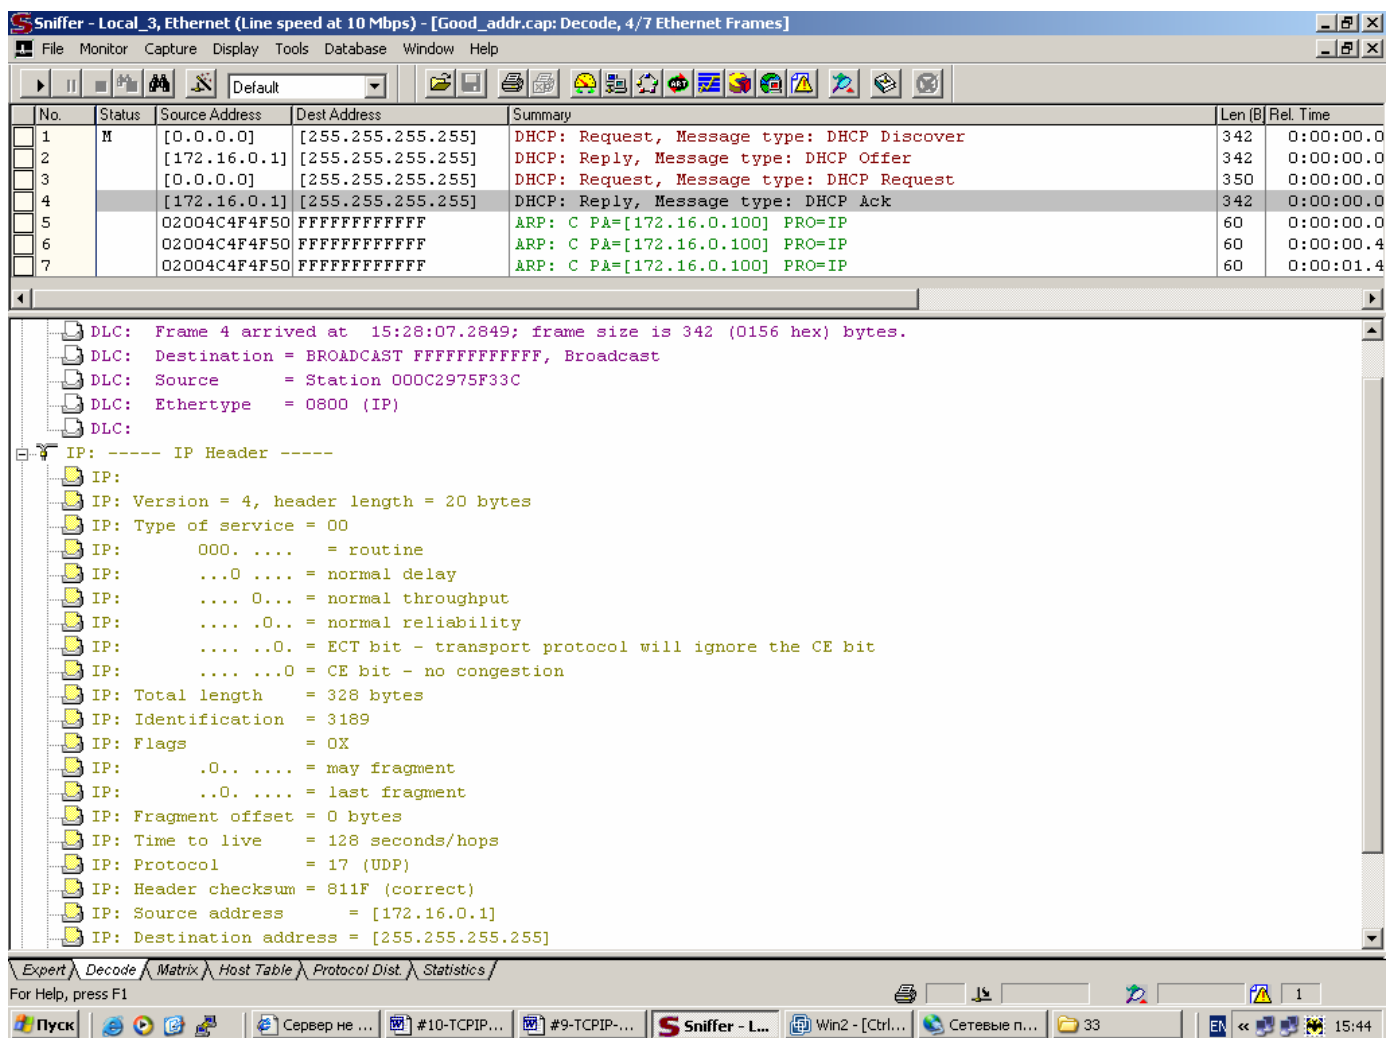 Sniffer - Local_3, Ethernet (Line speed at 10 Mbps) - [Good_addr.cap: Decode, 4/7 Ethernet Frames]
File Monitor Capture Display Tools Database Window Help
Default
No. Status Source Address Dest Address Summary Len (B) Rel. Time
1 M [0.0.0.0] [255.255.255.255] DHCP: Request, Message type: DHCP Discover 342 0:00:00.0
2 [172.16.0.1] [255.255.255.255] DHCP: Reply, Message type: DHCP Offer 342 0:00:00.0
3 [0.0.0.0] [255.255.255.255] DHCP: Request, Message type: DHCP Request 350 0:00:00.0
4 [172.16.0.1] [255.255.255.255] DHCP: Reply, Message type: DHCP Ack 342 0:00:00.0
5 02004C4F4F50 FFFFFFFFFFFF ARP: C PA=[172.16.0.100] PRO=IP 60 0:00:00.0
6 02004C4F4F50 FFFFFFFFFFFF ARP: C PA=[172.16.0.100] PRO=IP 60 0:00:00.4
7 02004C4F4F50 FFFFFFFFFFFF ARP: C PA=[172.16.0.100] PRO=IP 60 0:00:01.4
DLC: Frame 4 arrived at 15:28:07.2849; frame size is 342 (0156 hex) bytes.
DLC: Destination = BROADCAST FFFFFFFFFFFF, Broadcast
DLC: Source = Station 000C2975F33C
DLC: Ethertype = 0800 (IP)
DLC:
IP: ----- IP Header -----
IP:
IP: Version = 4, header length = 20 bytes
IP: Type of service = 00
IP: 000. .... = routine
IP: ...0 .... = normal delay
IP: .... 0... = normal throughput
IP: .... .0.. = normal reliability
IP: .... ..0. = ECT bit - transport protocol will ignore the CE bit
IP: .... ...0 = CE bit - no congestion
IP: Total length = 328 bytes
IP: Identification = 3189
IP: Flags = 0X
IP: .0.. .... = may fragment
IP: ..0. .... = last fragment
IP: Fragment offset = 0 bytes
IP: Time to live = 128 seconds/hops
IP: Protocol = 17 (UDP)
IP: Header checksum = 811F (correct)
IP: Source address = [172.16.0.1]
IP: Destination address = [255.255.255.255]
Expert Decode Matrix Host Table Protocol Dist. Statistics
For Help, press F1 1
Пуск Сервер не ... #10-TCPIP... #9-TCPIP-... Sniffer - L... Win2 - [Ctrl... Сетевые п... 33 EN « 15:44